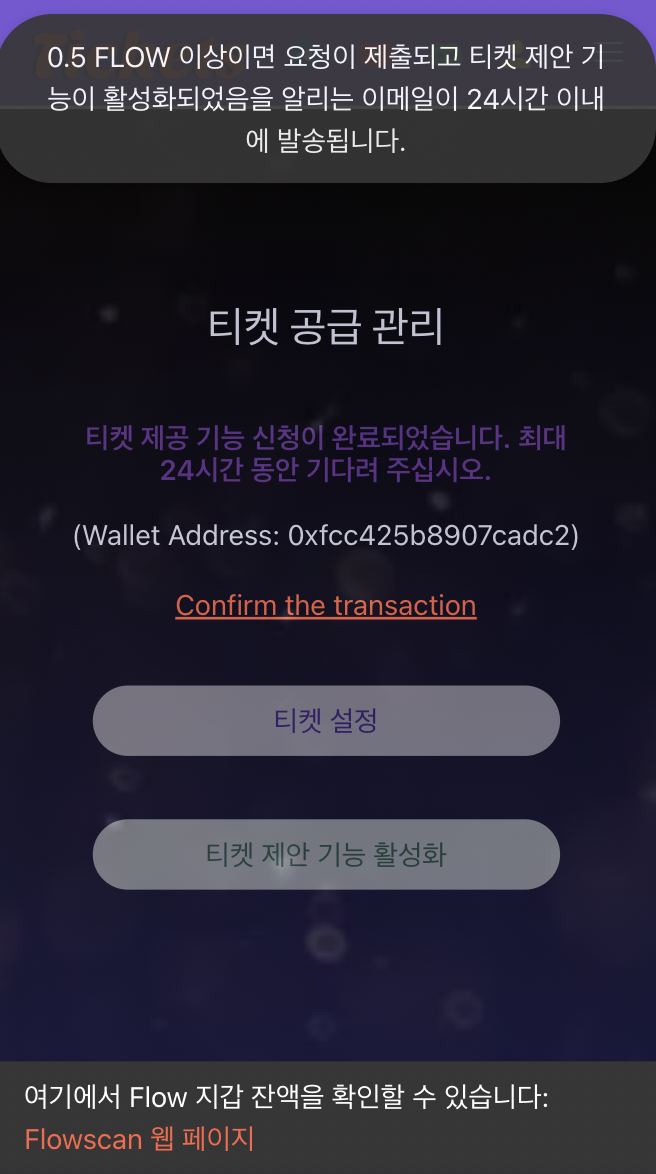 0.5 FLOW 이상이면 요청이 제출되고 티켓 제안 기
능이 활성화되었음을 알리는 이메일이 24시간 이내
에 발송됩니다.
티켓 공급 관리
티켓 제공 기능 신청이 완료되었습니다. 최대
24시간 동안 기다려 주십시오.
(Wallet Address: 0xfcc425b8907cadc2)
Confirm the transaction
티켓 설정
티켓 제안 기능 활성화
여기에서 Flow 지갑 잔액을 확인할 수 있습니다:
Flowscan 웹 페이지